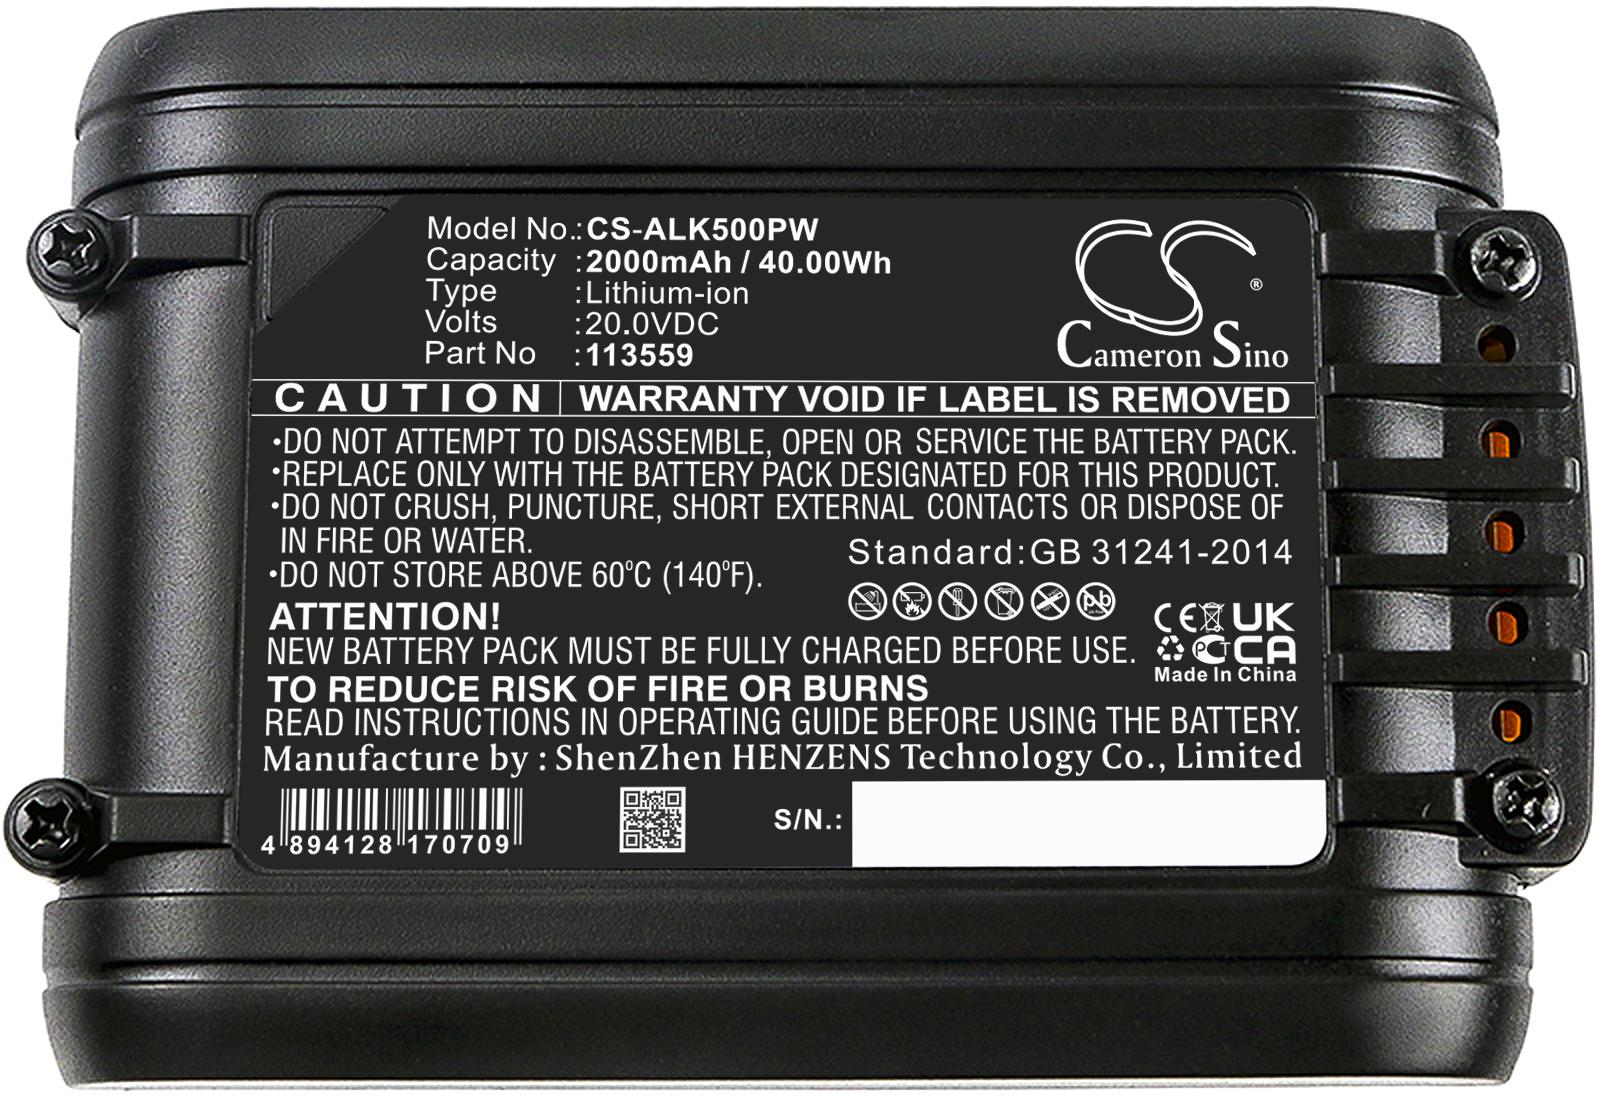 Model No.:CS-ALK500PW
Capacity :2000mAh / 40.00Wh
Type :Lithium-ion
Volts :20.0VDC
Part No :113559
CS ®
Cameron Sino
CAUTION WARRANTY VOID IF LABEL IS REMOVED
•DO NOT ATTEMPT TO DISASSEMBLE, OPEN OR SERVICE THE BATTERY PACK.
•REPLACE ONLY WITH THE BATTERY PACK DESIGNATED FOR THIS PRODUCT.
•DO NOT CRUSH, PUNCTURE, SHORT EXTERNAL CONTACTS OR DISPOSE OF
IN FIRE OR WATER.
Standard:GB 31241-2014
•DO NOT STORE ABOVE 60°C (140°F).
pb
ATTENTION!
CE UK
CA
PCT
NEW BATTERY PACK MUST BE FULLY CHARGED BEFORE USE.
Made In China
TO REDUCE RISK OF FIRE OR BURNS
READ INSTRUCTIONS IN OPERATING GUIDE BEFORE USING THE BATTERY.
Manufacture by : ShenZhen HENZENS Technology Co., Limited
4 894128 170709
S/N.: